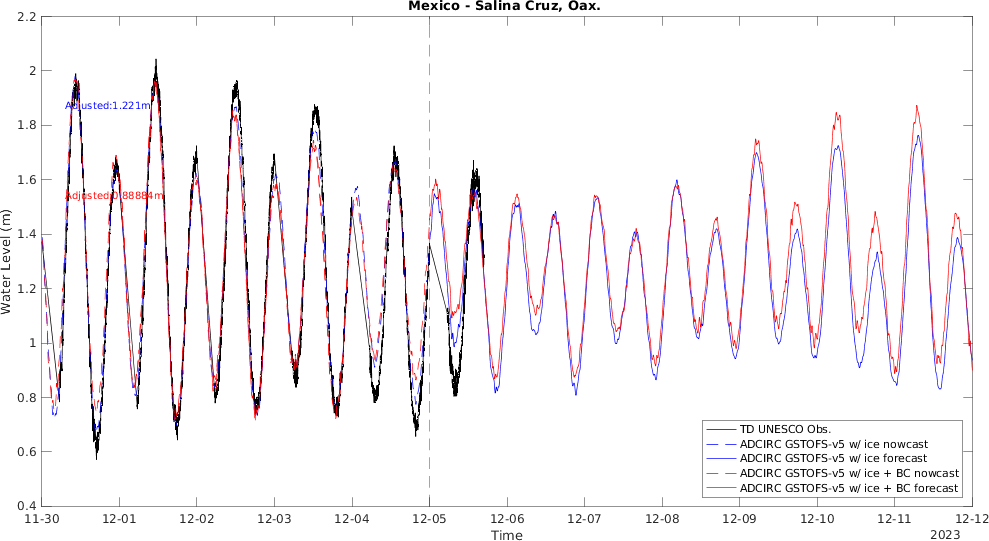 Mexico - Salina Cruz, Oax.
2.2
2
1.8
1.6
1.4
1.2
1
0.8
0.6
0.4
Water Level (m)
Adjusted:1.221m
Adjusted:0.88884m
TD UNESCO Obs.
ADCIRC GSTOFS-v5 w/ ice nowcast
ADCIRC GSTOFS-v5 w/ ice forecast
ADCIRC GSTOFS-v5 w/ ice + BC nowcast
ADCIRC GSTOFS-v5 w/ ice + BC forecast
11-30 12-01 12-02 12-03 12-04 12-05 12-06 12-07 12-08 12-09 12-10 12-11 12-12
Time
2023